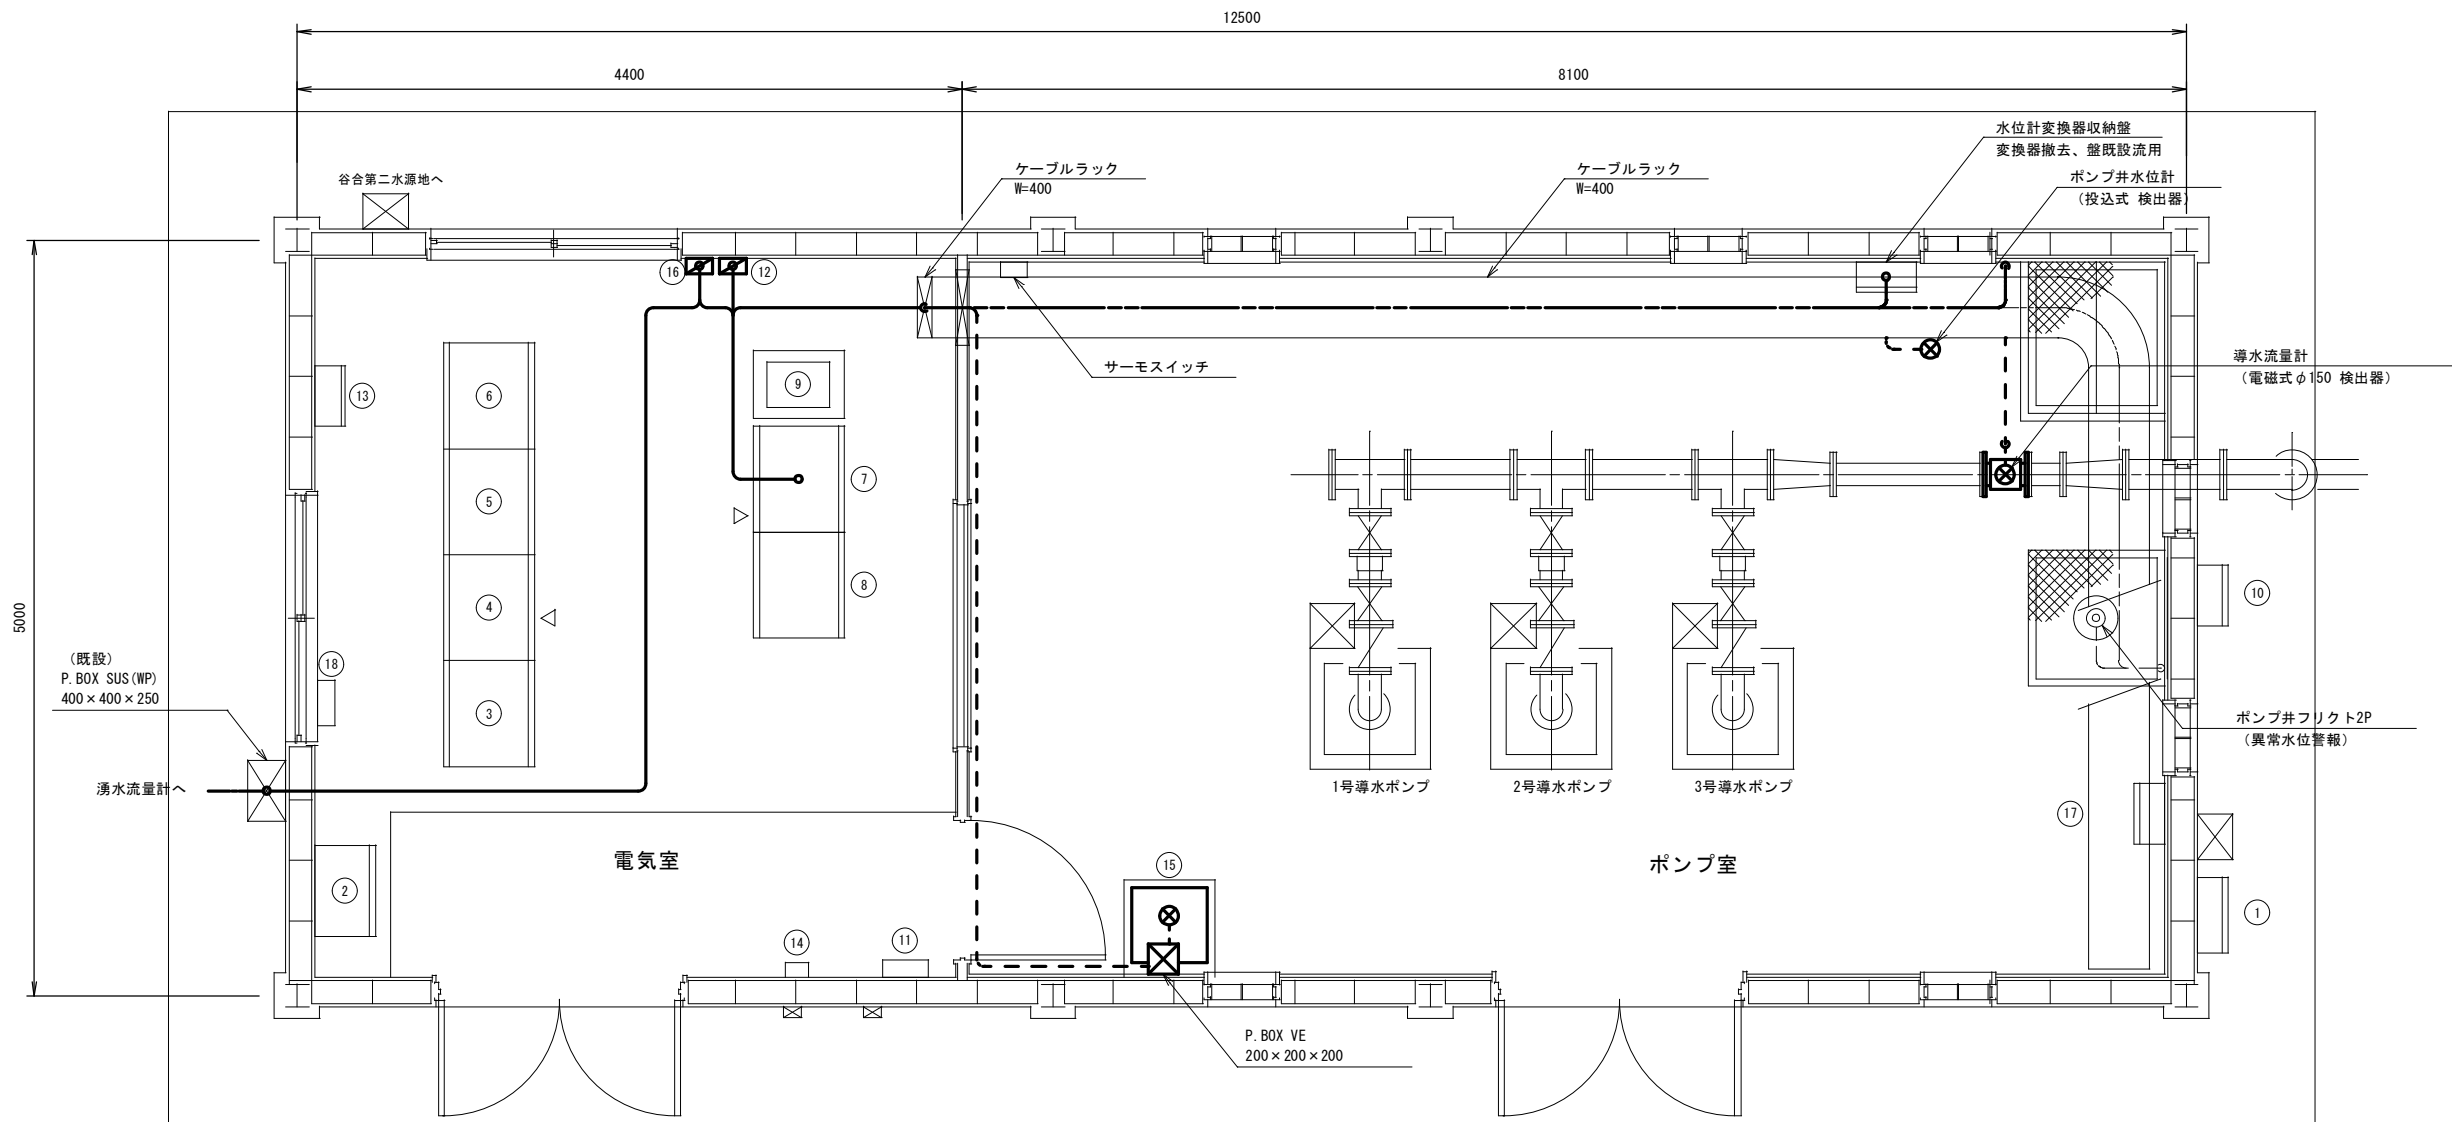 12500
4400
8100
水位計変換器収納盤
変換器撤去、盤既設流用
ケーブルラック
W=400
ケーブルラック
W=400
ポンプ井水位計
(投込式 検出器)
谷合第二水源地へ
16
12
サーモスイッチ
導水流量計
(電磁式φ150 検出器)
13
6
9
5
7
4
8
10
5000
(既設)
P.BOX SUS(WP)
400×400×250
18
3
ポンプ井フリクト2P
(異常水位警報)
湧水流量計へ
1号導水ポンプ
2号導水ポンプ
3号導水ポンプ
17
電気室
ポンプ室
15
2
1
14
11
P.BOX VE
200×200×200